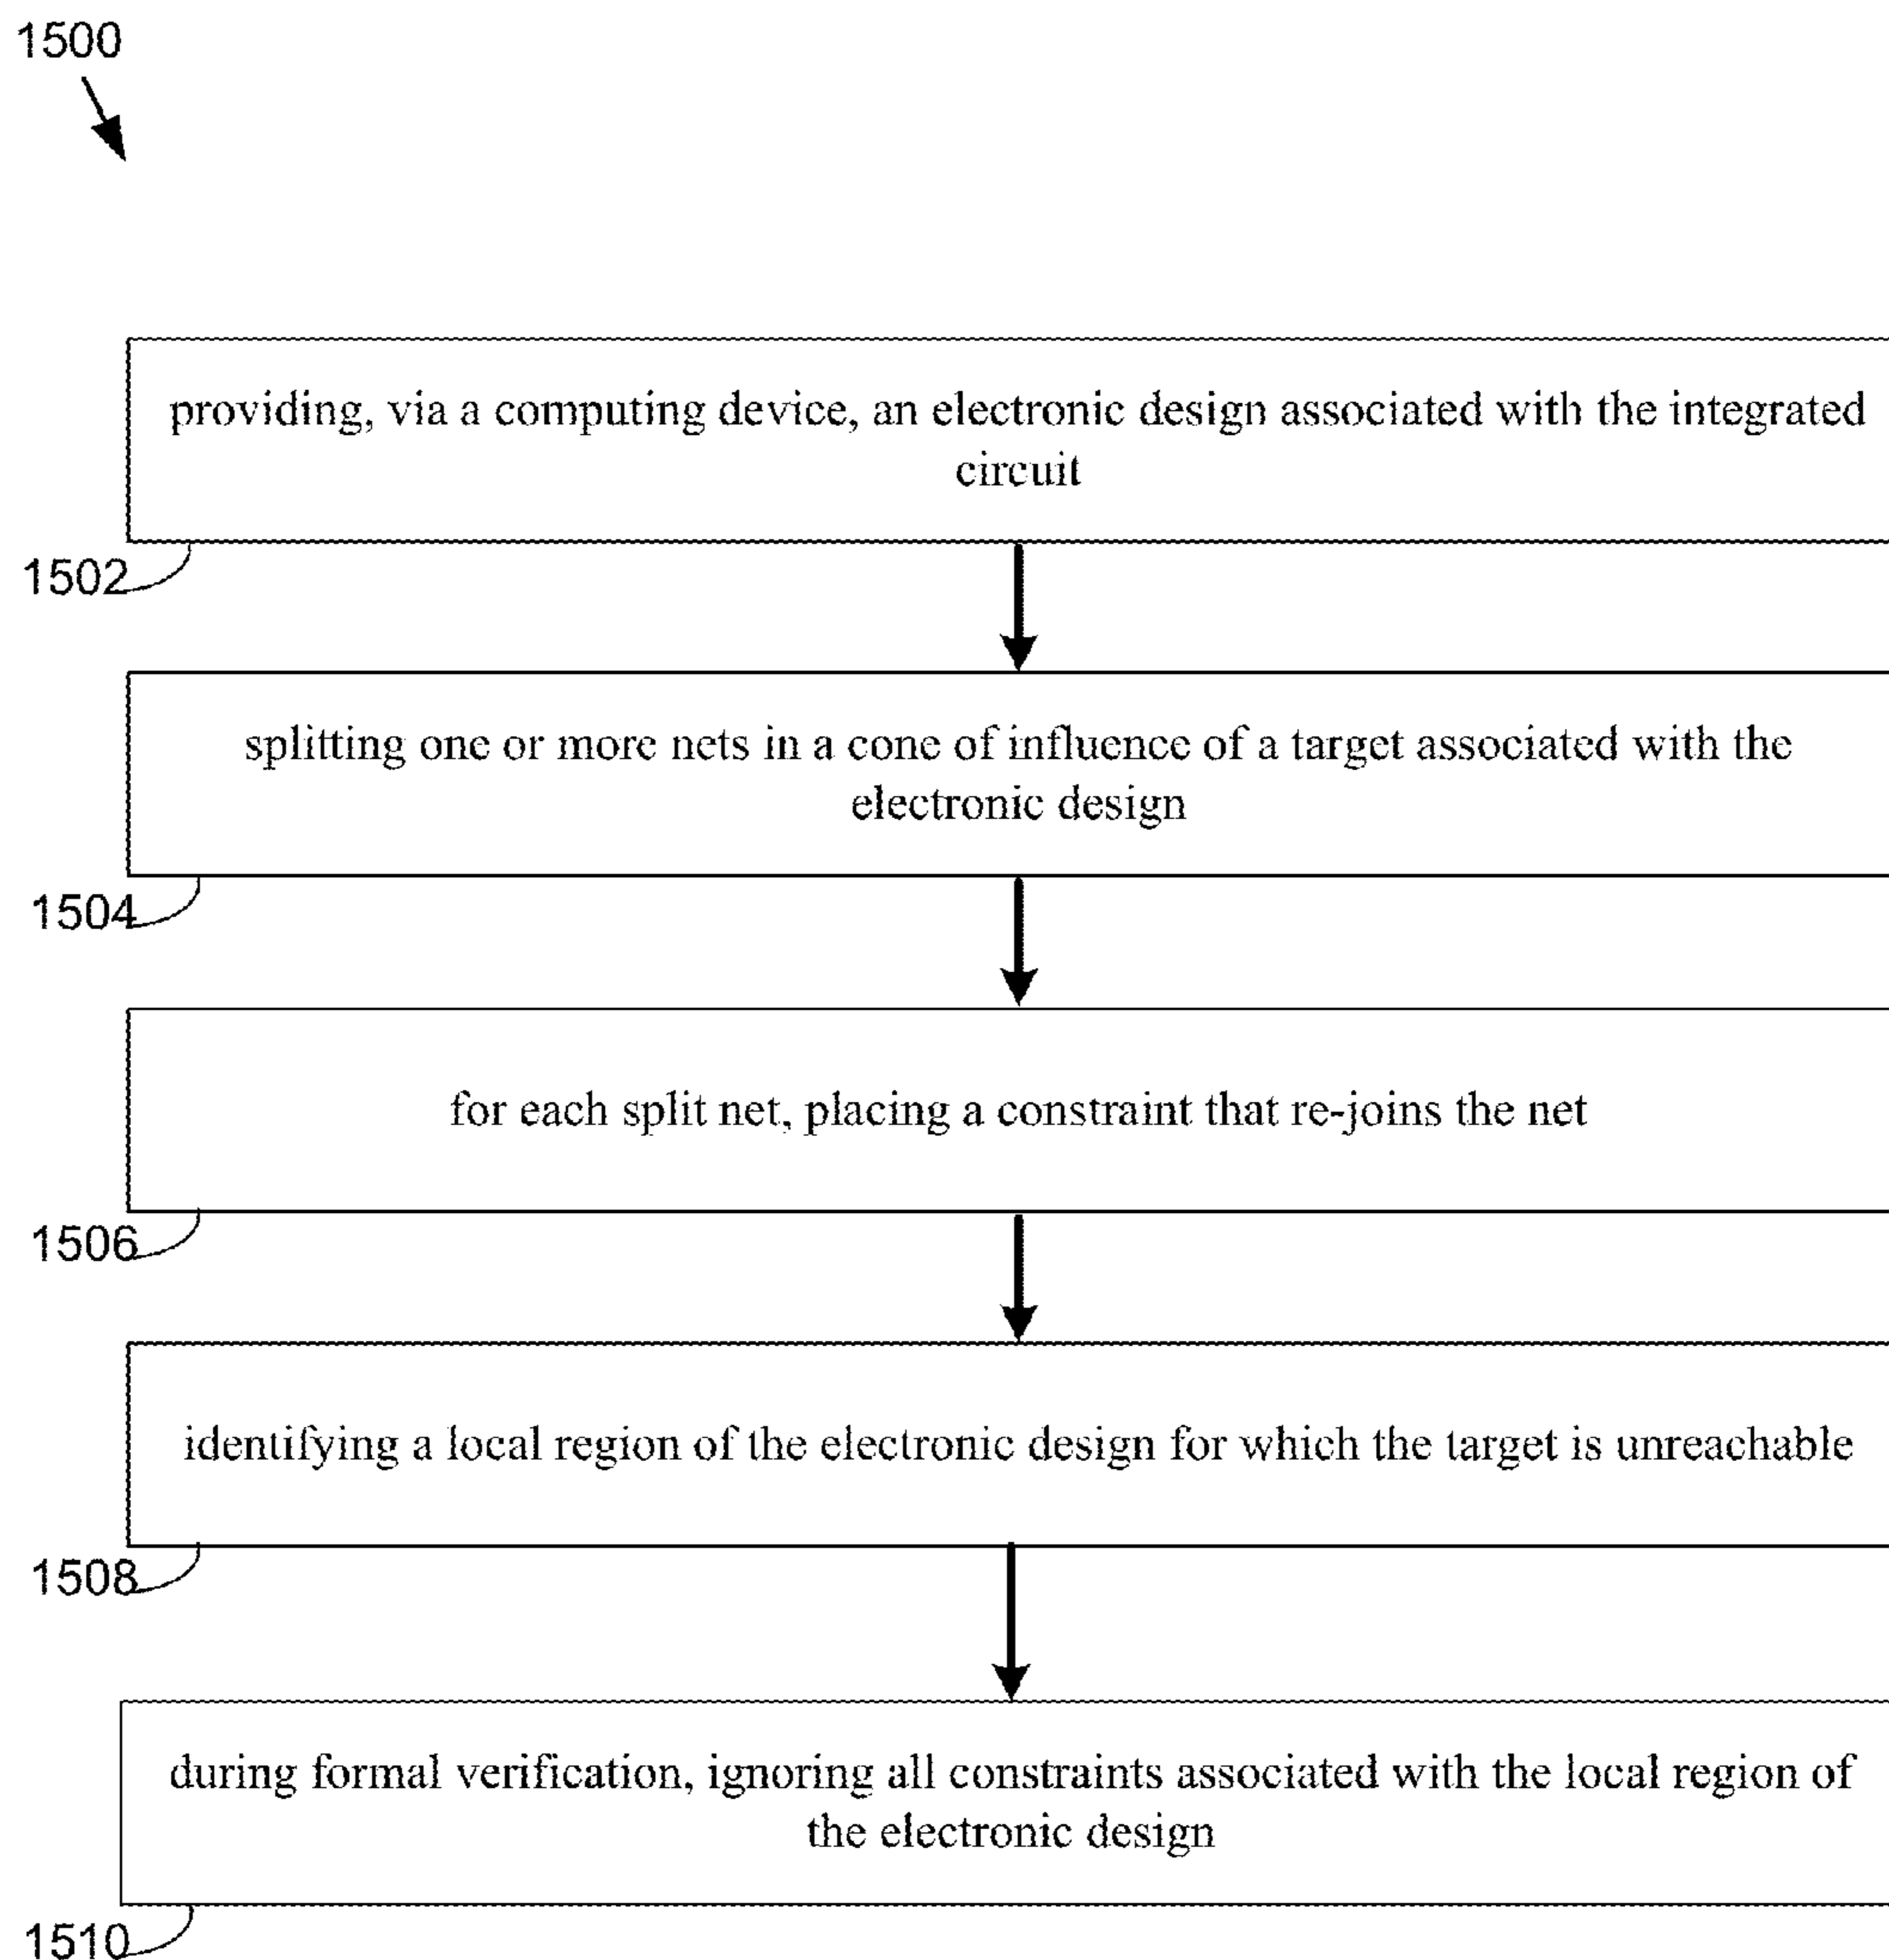 1500
providing, via a computing device, an electronic design associated with the integrated
circuit
1502
splitting one or more nets in a cone of influence of a target associated with the
electronic design
1504
for each split net, placing a constraint that re-joins the net
1506
identifying a local region of the electronic design for which the target is unreachable
1508
during formal verification, ignoring all constraints associated with the local region of
the electronic design
1510